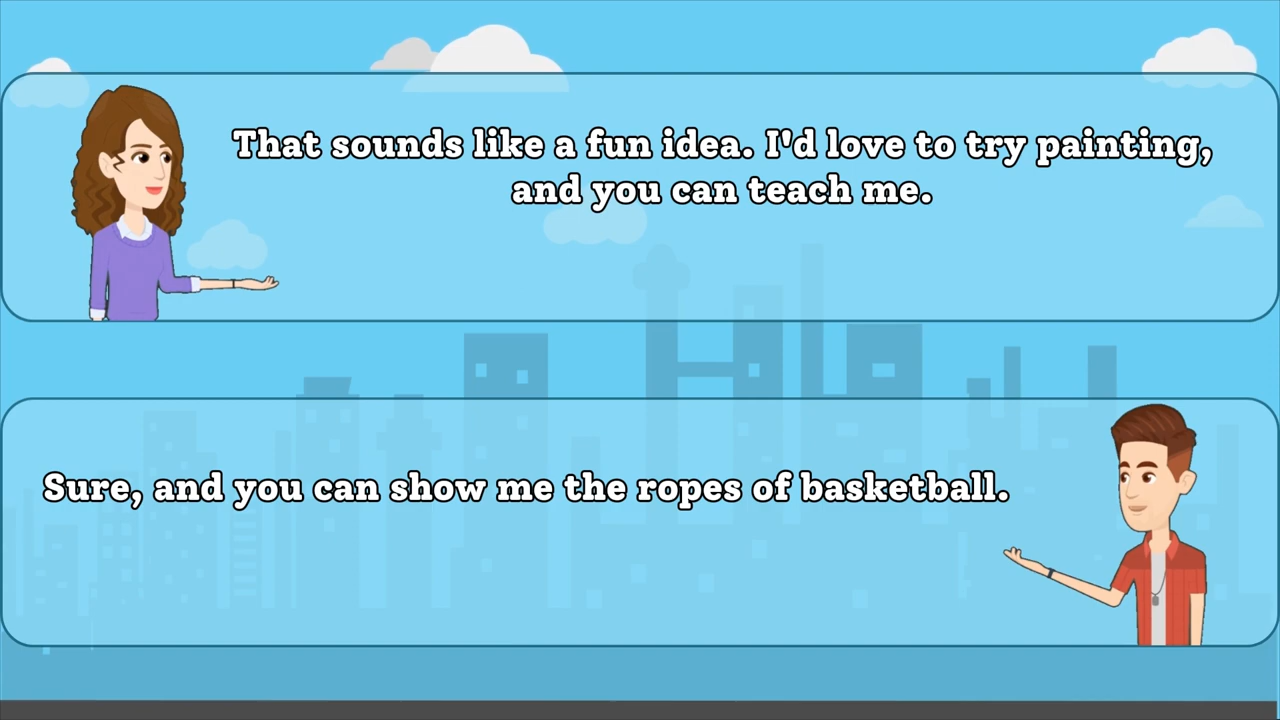 That sounds like a fun idea. I'd love to try painting,
and you can teach me.
Sure, and you can show me the ropes of basketball.